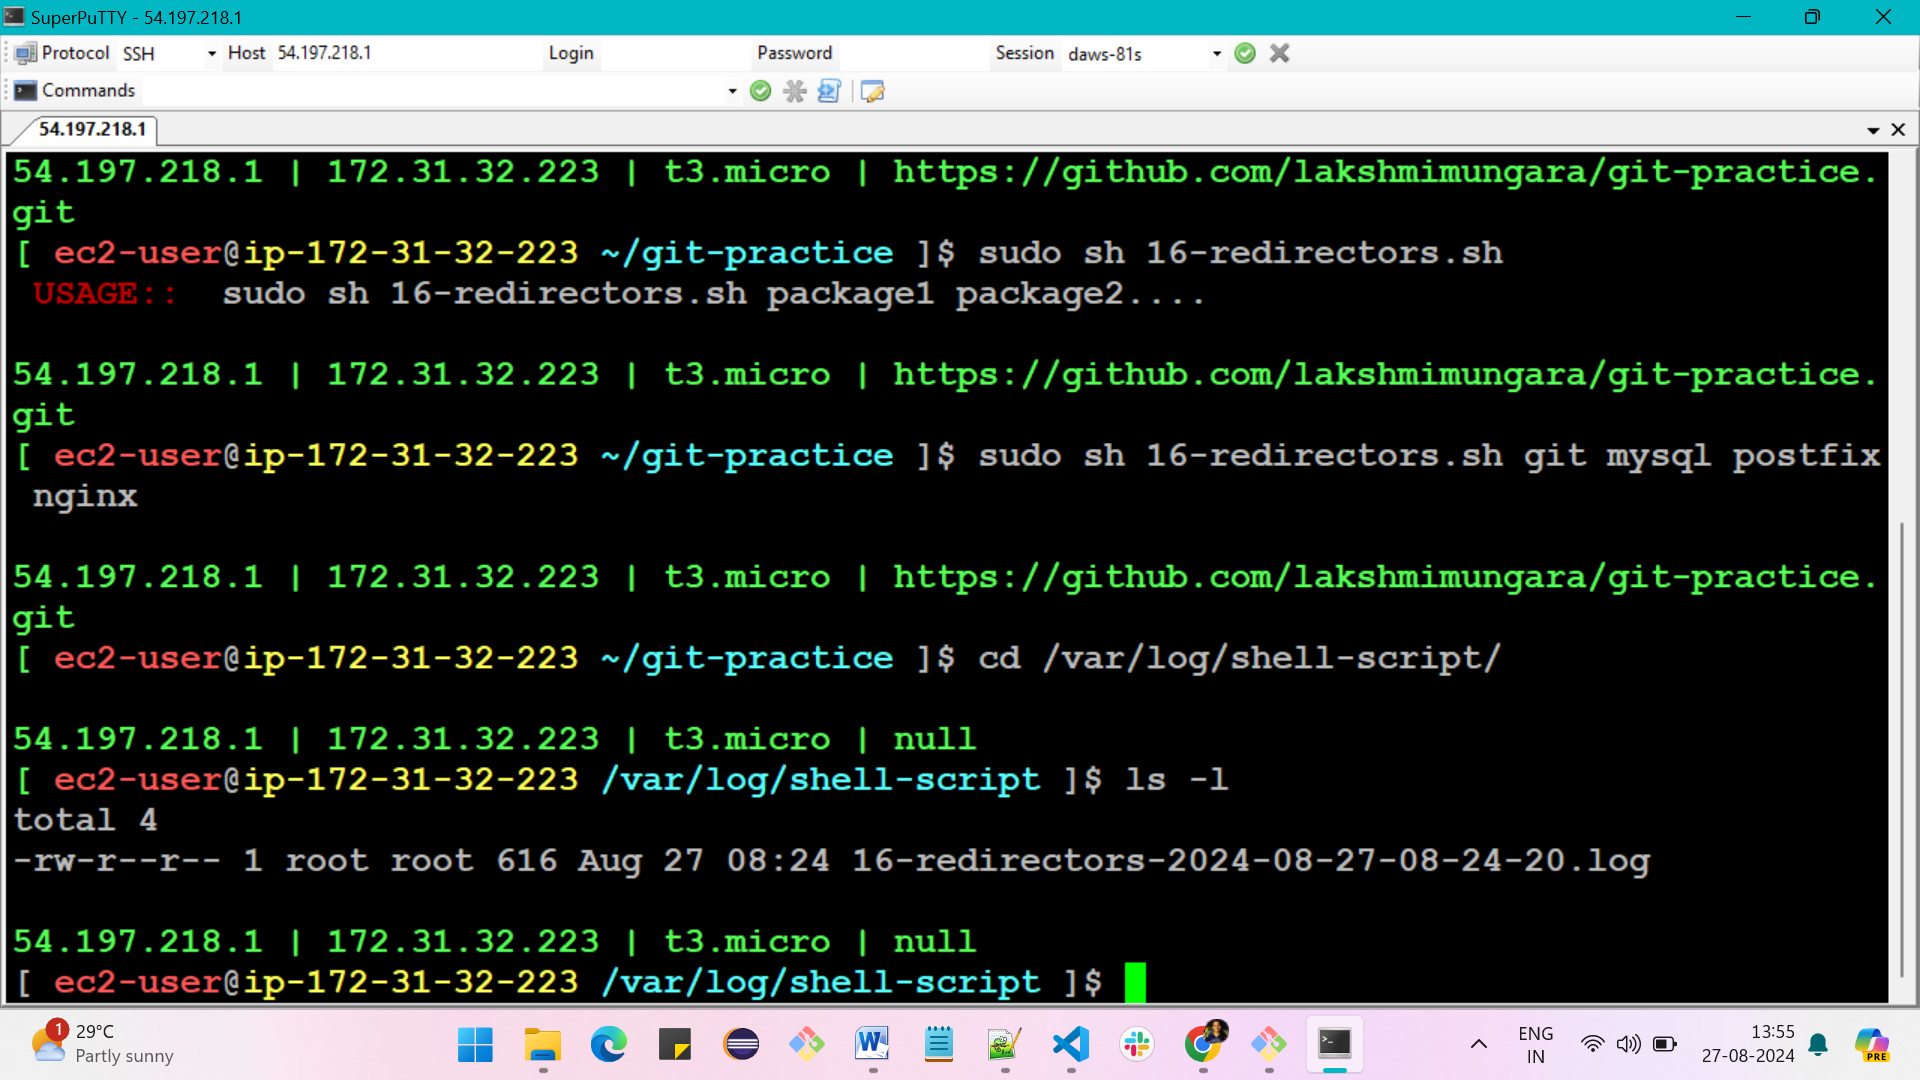 SuperPuTTY - 54.197.218.1
Protocol SSH Host 54.197.218.1 Login Password Session daws-81s
Commands
54.197.218.1
54.197.218.1 | 172.31.32.223 | t3.micro | https://github.com/lakshmimungara/git-practice.
git
[ ec2-user@ip-172-31-32-223 ~/git-practice ]$ sudo sh 16-redirectors.sh
USAGE:: sudo sh 16-redirectors.sh package1 package2....
54.197.218.1 | 172.31.32.223 | t3.micro | https://github.com/lakshmimungara/git-practice.
git
[ ec2-user@ip-172-31-32-223 ~/git-practice ]$ sudo sh 16-redirectors.sh git mysql postfix
nginx
54.197.218.1 | 172.31.32.223 | t3.micro | https://github.com/lakshmimungara/git-practice.
git
[ ec2-user@ip-172-31-32-223 ~/git-practice ]$ cd /var/log/shell-script/
54.197.218.1 | 172.31.32.223 | t3.micro | null
[ ec2-user@ip-172-31-32-223 /var/log/shell-script ]$ ls -l
total 4
-rw-r--r-- 1 root root 616 Aug 27 08:24 16-redirectors-2024-08-27-08-24-20.log
54.197.218.1 | 172.31.32.223 | t3.micro | null
[ ec2-user@ip-172-31-32-223 /var/log/shell-script ]$
1 29°C
Partly sunny
W
ENG
IN
13:55
27-08-2024
PRE